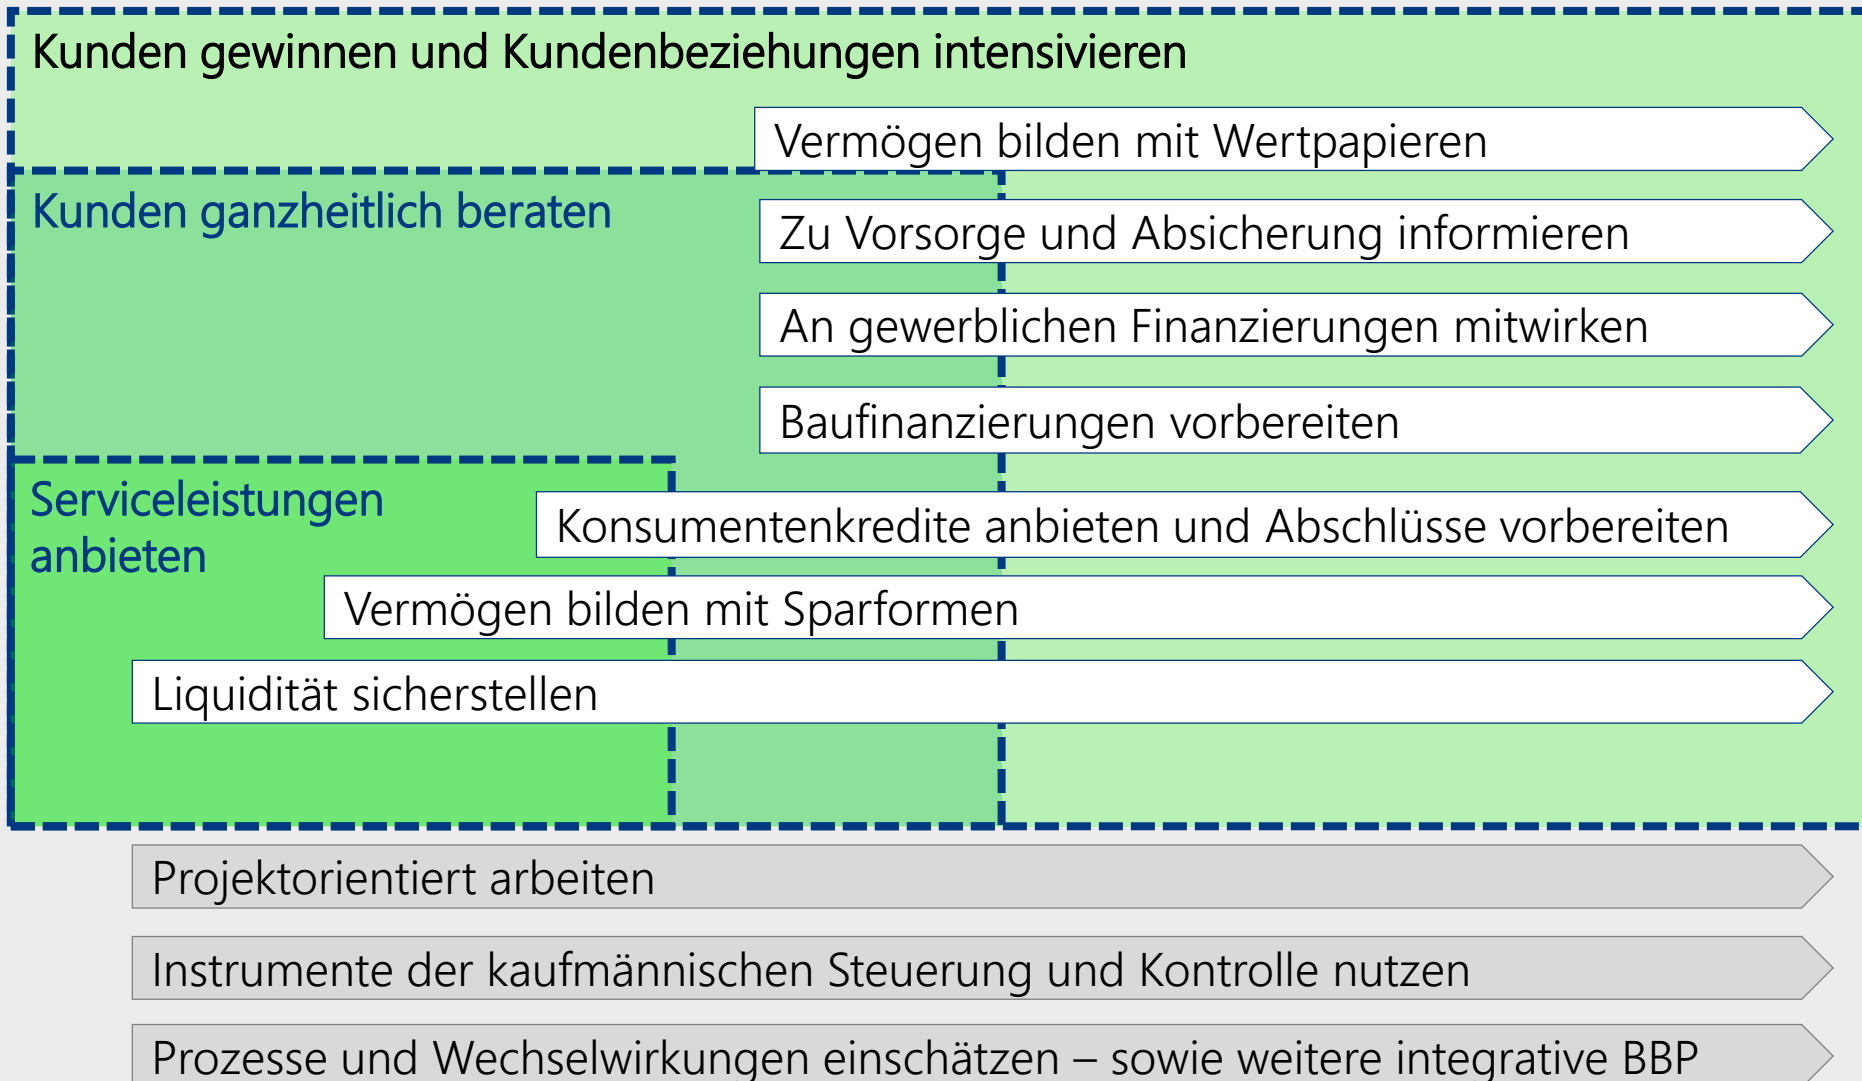 Kunden gewinnen und Kundenbeziehungen intensivieren
Vermögen bilden mit Wertpapieren
Kunden ganzheitlich beraten
Zu Vorsorge und Absicherung informieren
An gewerblichen Finanzierungen mitwirken
Baufinanzierungen vorbereiten
Serviceleistungen
anbieten
Konsumentenkredite anbieten und Abschlüsse vorbereiten
Vermögen bilden mit Sparformen
Liquidität sicherstellen
Projektorientiert arbeiten
Instrumente der kaufmännischen Steuerung und Kontrolle nutzen
Prozesse und Wechselwirkungen einschätzen – sowie weitere integrative BBP